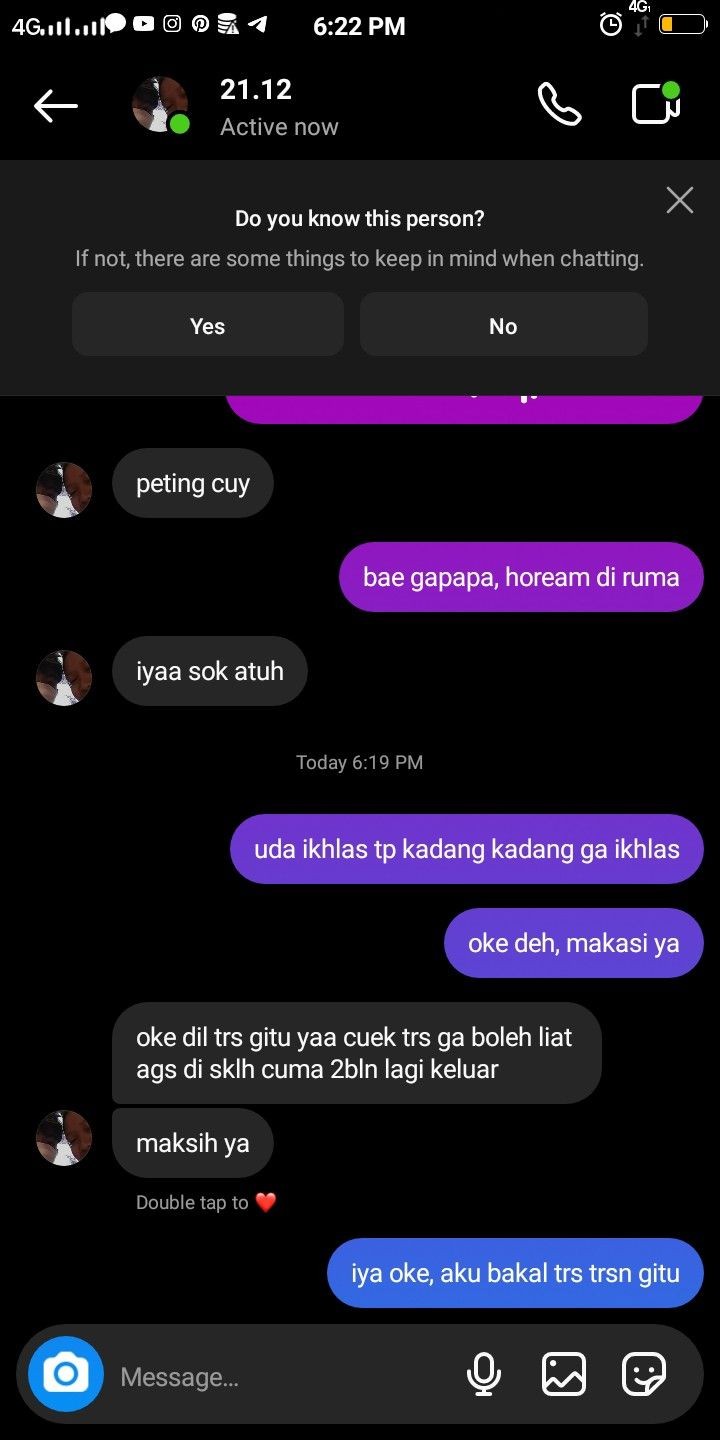 4G 6:22 PM 4G
21.12
Active now
Do you know this person?
If not, there are some things to keep in mind when chatting.
Yes No
peting cuy
bae gapapa, hoream di ruma
iyaa sok atuh
Today 6:19 PM
uda ikhlas tp kadang kadang ga ikhlas
oke deh, makasi ya
oke dil trs gitu yaa cuek trs ga boleh liat
ags di sklh cuma 2bln lagi keluar
maksih ya
Double tap to ❤️
iya oke, aku bakal trs trsn gitu
Message...